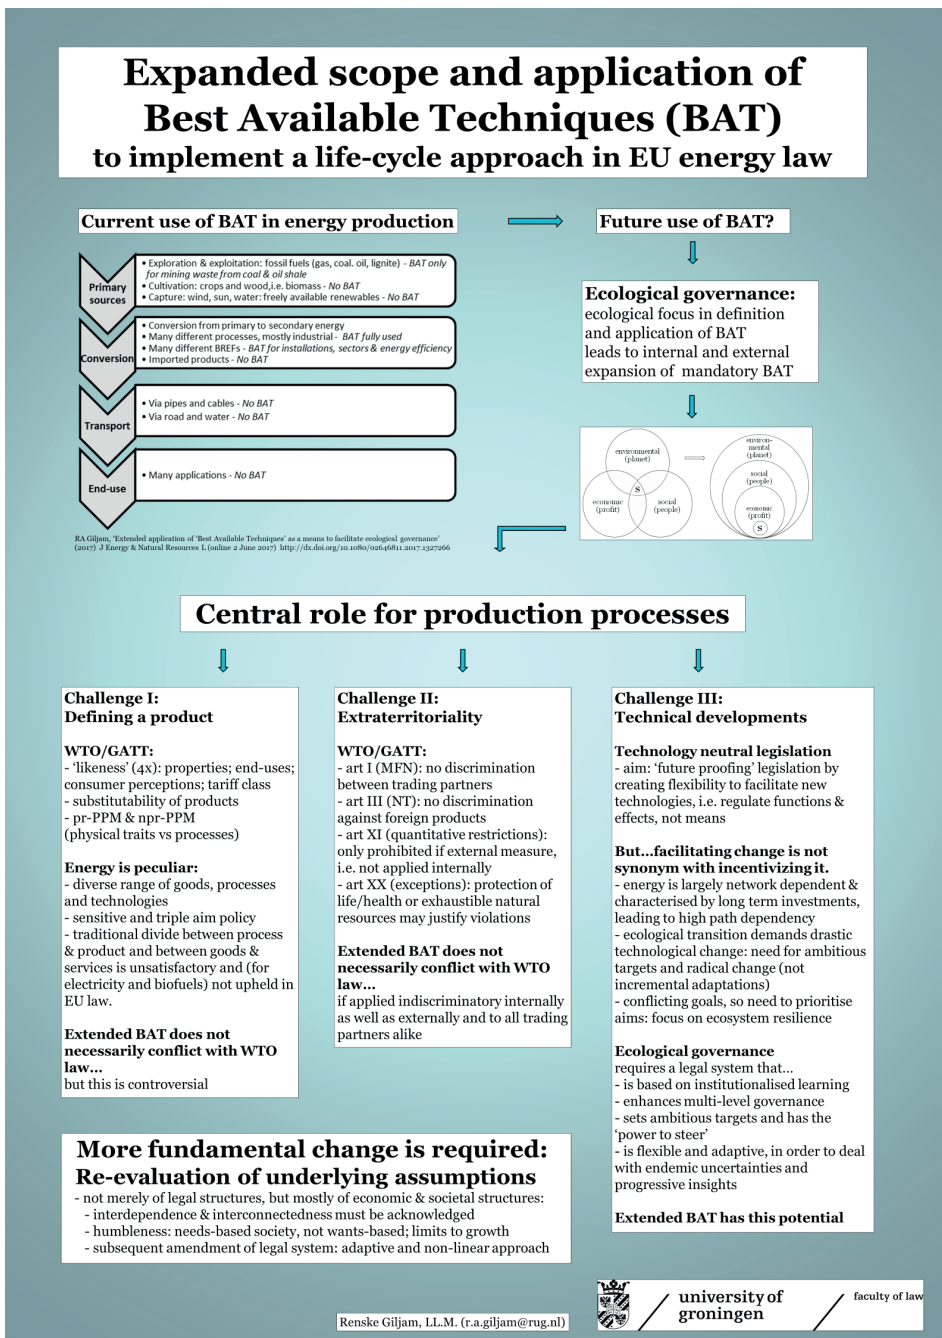 Expanded scope and application of
Best Available Techniques (BAT)
to implement a life-cycle approach in EU energy law
Current use of BAT in energy production
Future use of BAT?
Primary
sources
• Exploration & exploitation: fossil fuels (gas, coal. oil, lignite) - BAT only
for mining waste from coal & oil shale
• Cultivation: crops and wood,i.e. biomass - No BAT
• Capture: wind, sun, water: freely available renewables - No BAT
Conversion
• Conversion from primary to secondary energy
• Many different processes, mostly industrial - BAT fully used
• Many different BREFs - BAT for installations, sectors & energy efficiency
• Imported products - No BAT
Transport
• Via pipes and cables - No BAT
• Via road and water - No BAT
End-use
• Many applications - No BAT
RA Giljam, 'Extended application of 'Best Available Techniques' as a means to facilitate ecological governance'
(2017) J Energy & Natural Resources L (online 2 June 2017) http://dx.doi.org/10.1080/02646811.2017.1327266
Ecological governance:
ecological focus in definition
and application of BAT
leads to internal and external
expansion of mandatory BAT
environmental
(planet)
economic
(profit)
S
social
(people)
environ-
mental
(planet)
social
(people)
economic
(profit)
S
Central role for production processes
Challenge I:
Defining a product
WTO/GATT:
- 'likeness' (4x): properties; end-uses;
consumer perceptions; tariff class
- substitutability of products
- pr-PPM & npr-PPM
(physical traits vs processes)
Energy is peculiar:
- diverse range of goods, processes
and technologies
- sensitive and triple aim policy
- traditional divide between process
& product and between goods &
services is unsatisfactory and (for
electricity and biofuels) not upheld in
EU law.
Extended BAT does not
necessarily conflict with WTO
law…
but this is controversial
Challenge II:
Extraterritoriality
WTO/GATT:
- art I (MFN): no discrimination
between trading partners
- art III (NT): no discrimination
against foreign products
- art XI (quantitative restrictions):
only prohibited if external measure,
i.e. not applied internally
- art XX (exceptions): protection of
life/health or exhaustible natural
resources may justify violations
Extended BAT does not
necessarily conflict with WTO
law…
if applied indiscriminatory internally
as well as externally and to all trading
partners alike
Challenge III:
Technical developments
Technology neutral legislation
- aim: 'future proofing' legislation by
creating flexibility to facilitate new
technologies, i.e. regulate functions &
effects, not means
But…facilitating change is not
synonym with incentivizing it.
- energy is largely network dependent &
characterised by long term investments,
leading to high path dependency
- ecological transition demands drastic
technological change: need for ambitious
targets and radical change (not
incremental adaptations)
- conflicting goals, so need to prioritise
aims: focus on ecosystem resilience
Ecological governance
requires a legal system that…
- is based on institutionalised learning
- enhances multi-level governance
- sets ambitious targets and has the
'power to steer'
- is flexible and adaptive, in order to deal
with endemic uncertainties and
progressive insights
Extended BAT has this potential
More fundamental change is required:
Re-evaluation of underlying assumptions
- not merely of legal structures, but mostly of economic & societal structures:
- interdependence & interconnectedness must be acknowledged
- humbleness: needs-based society, not wants-based; limits to growth
- subsequent amendment of legal system: adaptive and non-linear approach
Renske Giljam, LL.M. (r.a.giljam@rug.nl)
university of
groningen
faculty of law